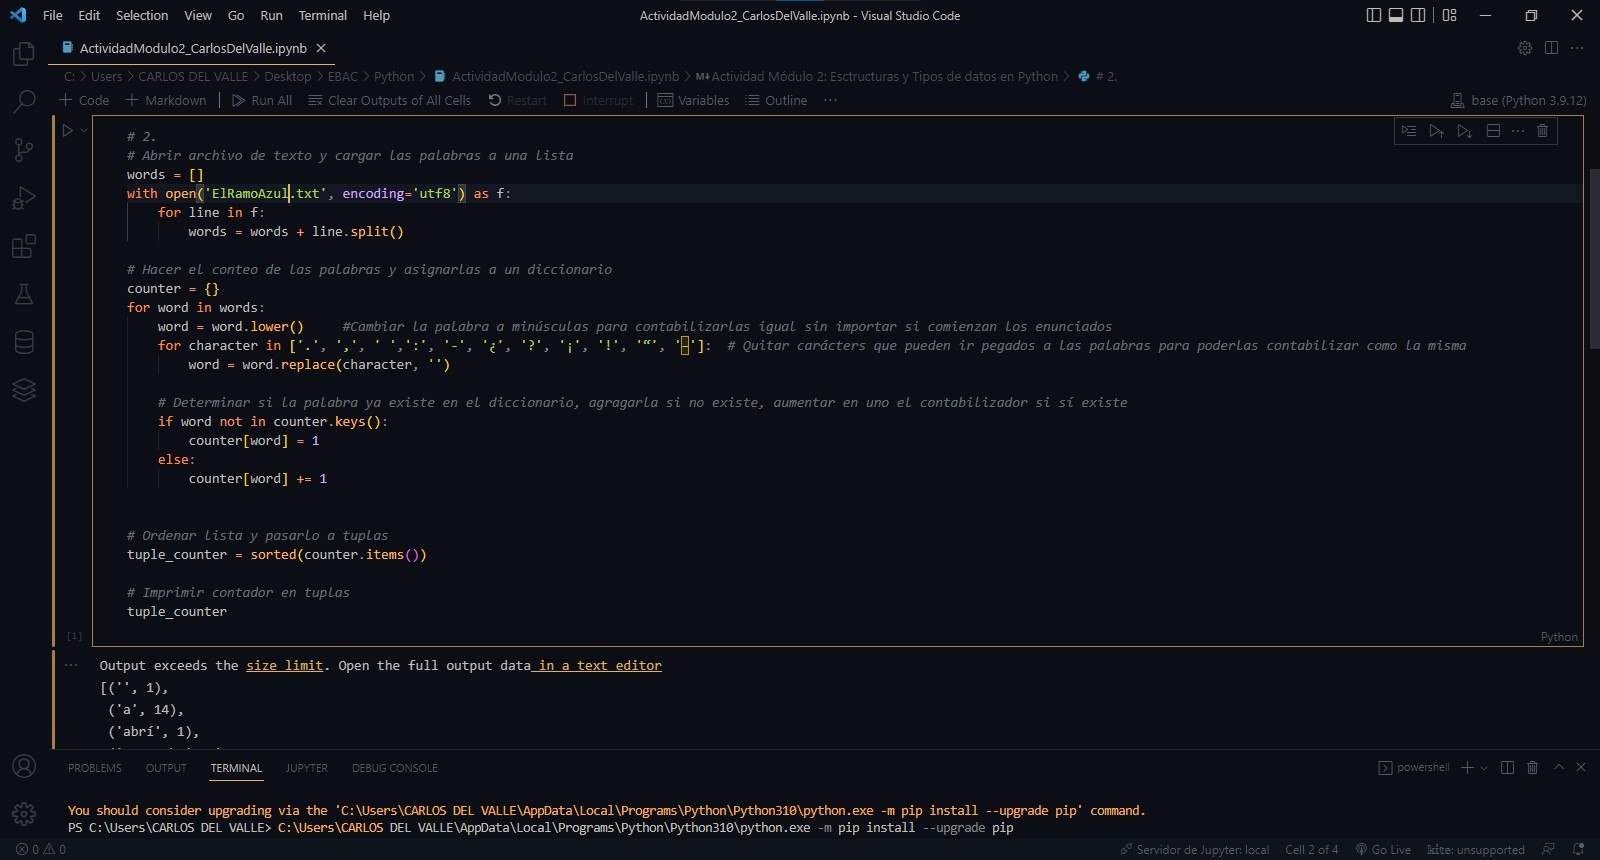 File Edit Selection View Go Run Terminal Help
ActividadModulo2_CarlosDelValle.ipynb - Visual Studio Code
ActividadModulo2_CarlosDelValle.ipynb
C: > Users > CARLOS DEL VALLE > Desktop > EBAC > Python > ActividadModulo2_CarlosDelValle.ipynb > M↓Actividad Módulo 2: Esctructuras y Tipos de datos en Python > # 2.
+ Code + Markdown | Run All Clear Outputs of All Cells Restart Interrupt | Variables Outline ··· base (Python 3.9.12)
# 2.
# Abrir archivo de texto y cargar las palabras a una lista
words = []
with open('ElRamoAzul.txt', encoding='utf8') as f:
for line in f:
words = words + line.split()
# Hacer el conteo de las palabras y asignarlas a un diccionario
counter = {}
for word in words:
word = word.lower() #Cambiar la palabra a minúsculas para contabilizarlas igual sin importar si comienzan los enunciados
for character in ['.', ',', ' ',':', '-', '¿', '?', '¡', '!', '“', '–']: # Quitar carácters que pueden ir pegados a las palabras para poderlas contabilizar como la misma
word = word.replace(character, '')
# Determinar si la palabra ya existe en el diccionario, agragarla si no existe, aumentar en uno el contabilizador si sí existe
if word not in counter.keys():
counter[word] = 1
else:
counter[word] += 1
# Ordenar lista y pasarlo a tuplas
tuple_counter = sorted(counter.items())
# Imprimir contador en tuplas
tuple_counter
[1]
Python
Output exceeds the size limit. Open the full output data in a text editor
[('', 1),
('a', 14),
('abrí', 1),
PROBLEMS OUTPUT TERMINAL JUPYTER DEBUG CONSOLE
powershell
You should consider upgrading via the 'C:\Users\CARLOS DEL VALLE\AppData\Local\Programs\Python\Python310\python.exe -m pip install --upgrade pip' command.
PS C:\Users\CARLOS DEL VALLE> C:\Users\CARLOS DEL VALLE\AppData\Local\Programs\Python\Python310\python.exe -m pip install --upgrade pip
0 0 Servidor de Jupyter: local Cell 2 of 4 Go Live kite: unsupported